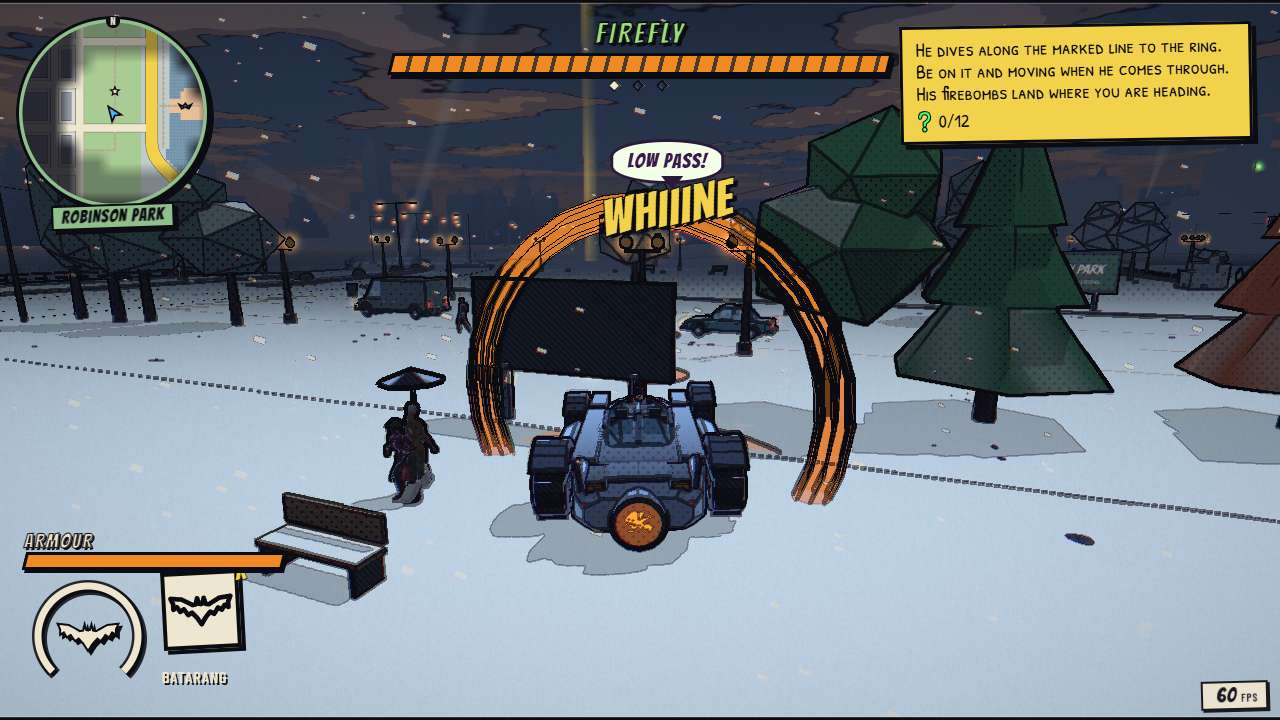 N
FIREFLY
HE DIVES ALONG THE MARKED LINE TO THE RING.
BE ON IT AND MOVING WHEN HE COMES THROUGH.
HIS FIREBOMBS LAND WHERE YOU ARE HEADING.
? 0/12
LOW PASS!
WHIIINE
ROBINSON PARK
PARK
ARMOUR
BATARANG
60 FPS